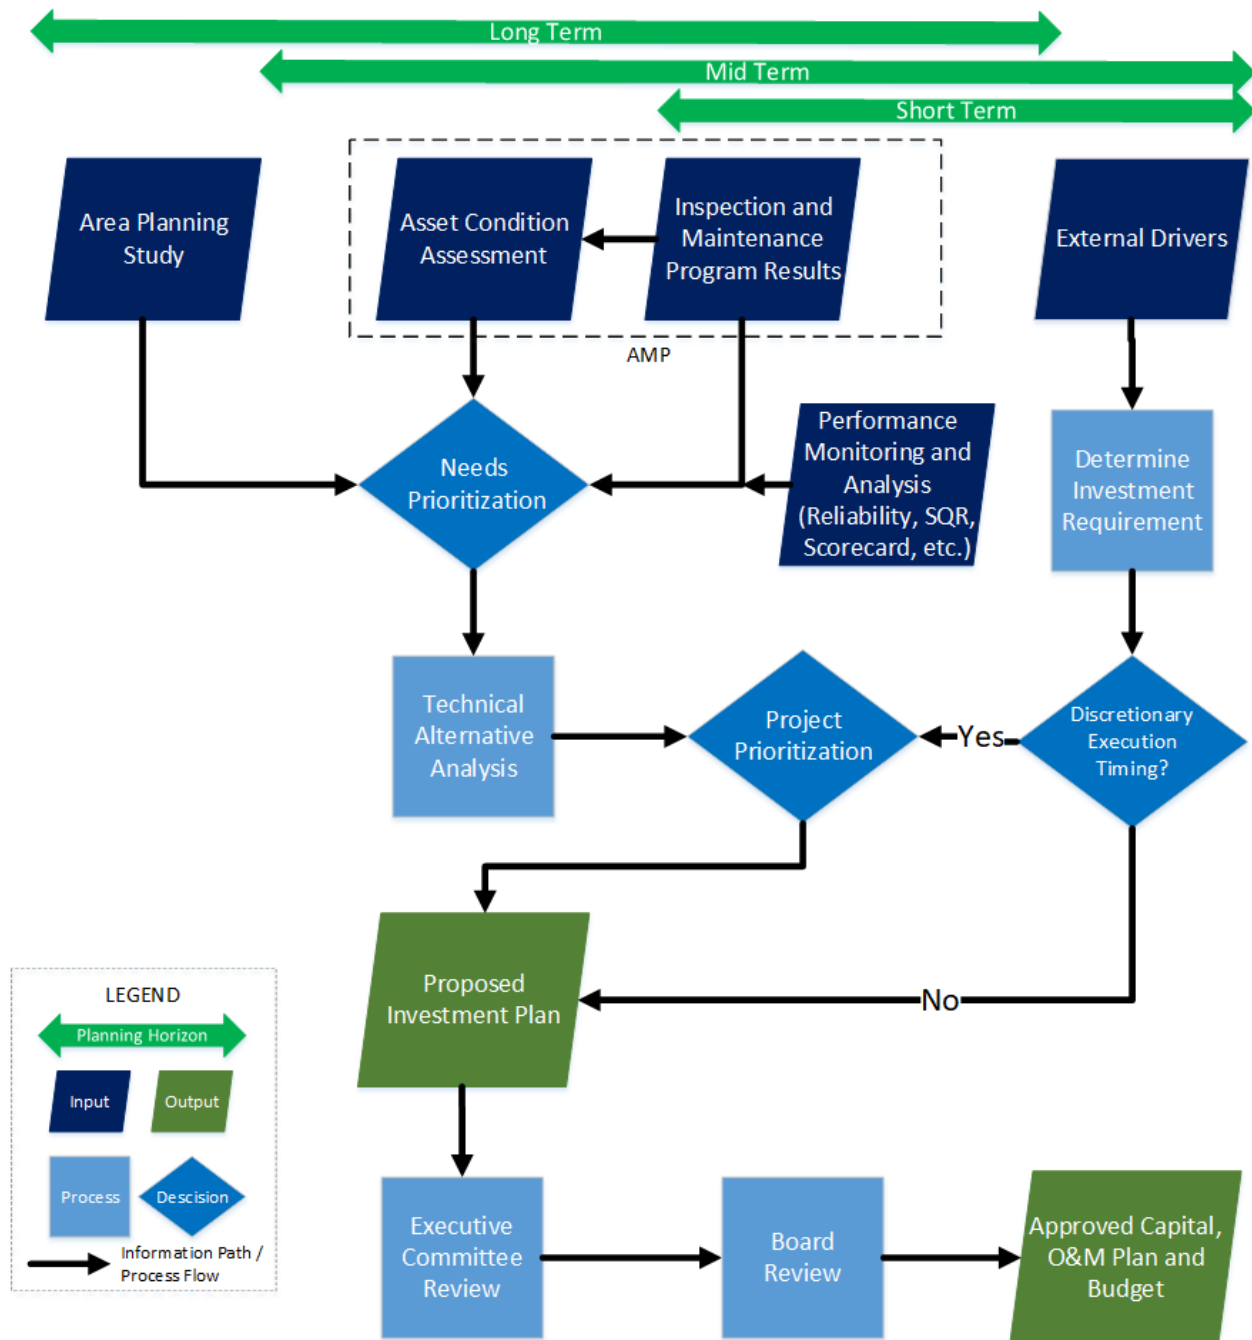 Long Term
Mid Term
Short Term
Area Planning
Study
Asset Condition
Assessment
Inspection and
Maintenance
Program Results
External Drivers
AMP
Needs
Prioritization
Performance
Monitoring and
Analysis
(Reliability, SQR,
Scorecard, etc.)
Determine
Investment
Requirement
Technical
Alternative
Analysis
Project
Prioritization
Yes
Discretionary
Execution
Timing?
Proposed
Investment Plan
No
LEGEND
Planning Horizon
Input
Output
Process
Descision
Information Path /
Process Flow
Executive
Committee
Review
Board
Review
Approved Capital,
O&M Plan and
Budget